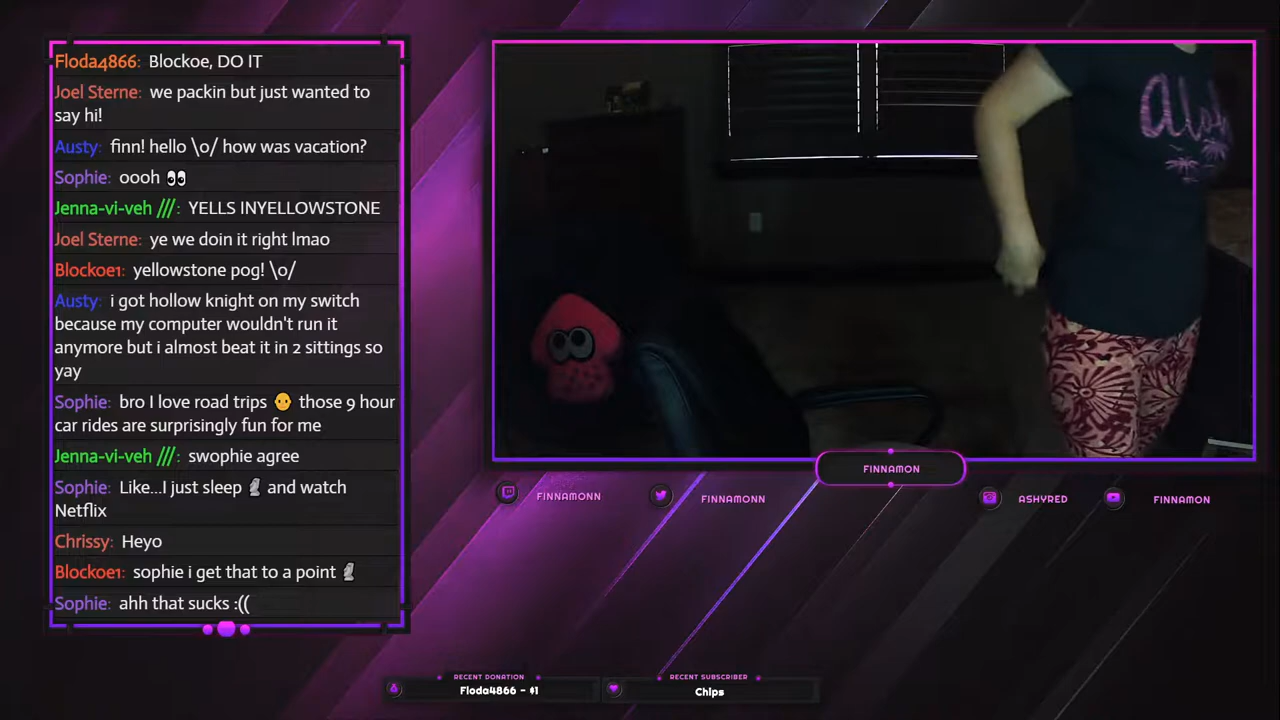 Floda4866: Blockoe, DO IT
Joel Sterne: we packin but just wanted to
say hi!
Austy: finn! hello \o/ how was vacation?
Sophie: oooh 👀
Jenna-vi-veh ///: YELLS INYELLOWSTONE
Joel Sterne: ye we doin it right lmao
Blockoe1: yellowstone pog! \o/
Austy: i got hollow knight on my switch
because my computer wouldn't run it
anymore but i almost beat it in 2 sittings so
yay
Sophie: bro I love road trips 👴 those 9 hour
car rides are surprisingly fun for me
Jenna-vi-veh ///: swophie agree
Sophie: Like...I just sleep 🗿 and watch
Netflix
Chrissy: Heyo
Blockoe1: sophie i get that to a point 🗿
Sophie: ahh that sucks :((
FINNAMON
FINNAMONN
FINNAMONN
ASHYRED
FINNAMON
RECENT DONATION
Floda4866 - $1
RECENT SUBSCRIBER
Chips